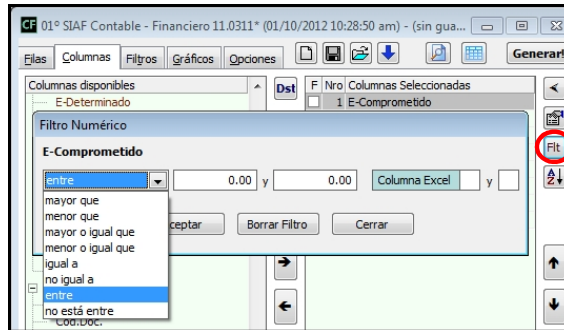 CF 01º SIAF Contable - Financiero 11.0311* (01/10/2012 10:28:50 am) - (sin gua...
Filas Columnas Filtros Gráficos Opciones Generar!
Columnas disponibles Dst F Nro Columnas Seleccionadas
E-Determinado 1 E-Comprometido
Filtro Numérico
E-Comprometido Flt
entre 0.00 y 0.00 Columna Excel y
mayor que
menor que
mayor o igual que ceptar Borrar Filtro Cerrar
menor o igual que
igual a
no igual a
entre
no está entre
Cod.Doc.